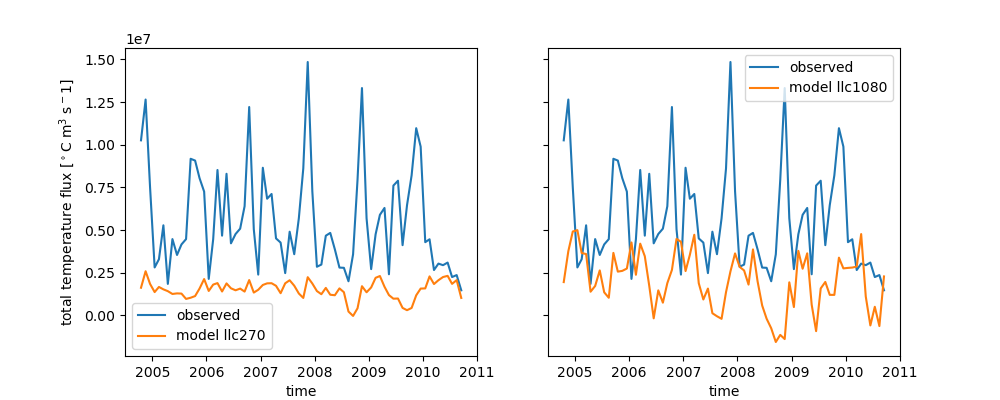 1e7
total temperature flux [°C m³ s−1]
1.50
1.25
1.00
0.75
0.50
0.25
0.00
2005 2006 2007 2008 2009 2010 2011
time
observed
model llc270
2005 2006 2007 2008 2009 2010 2011
time
observed
model llc1080